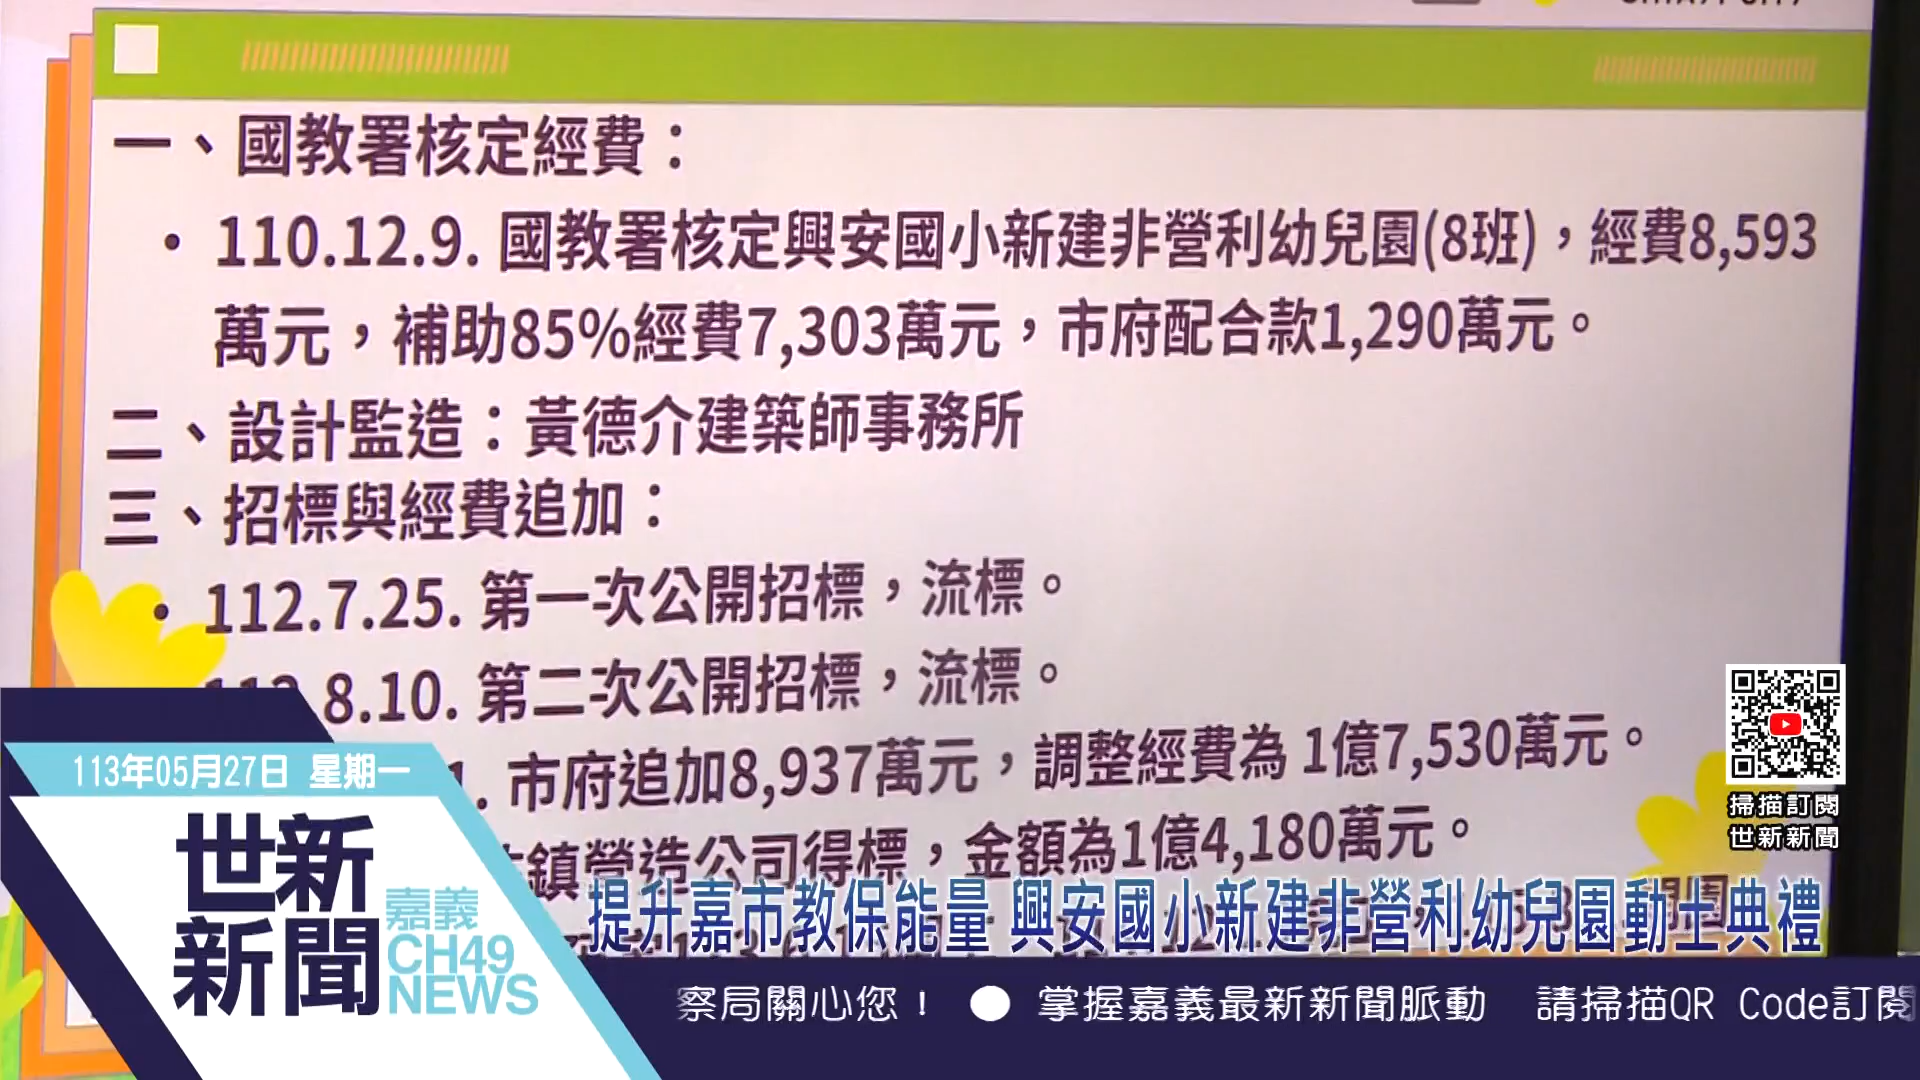 一、國教署核定經費：
• 110.12.9. 國教署核定興安國小新建非營利幼兒園(8班)，經費8,593
萬元，補助85%經費7,303萬元，市府配合款1,290萬元。
二、設計監造：黃德介建築師事務所
三、招標與經費追加：
• 112.7.25. 第一次公開招標，流標。
112.8.10. 第二次公開招標，流標。
1. 市府追加8,937萬元，調整經費為 1億7,530萬元。
鎮營造公司得標，金額為1億4,180萬元。
掃描訂閱
世新新聞
113年05月27日 星期一
世新
新聞
嘉義
CH49
NEWS
提升嘉市教保能量 興安國小新建非營利幼兒園動土典禮
察局關心您！ ● 掌握嘉義最新新聞脈動 請掃描QR Code訂閱